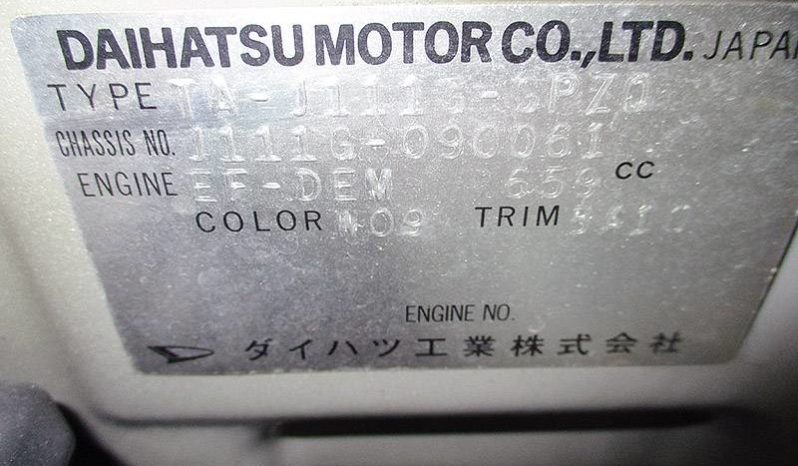 DAIHATSU MOTOR CO.,LTD. JAPAN
TYPE TA-J111G-GPZQ
CHASSIS NO. J111G-090061
ENGINE EF-DEM 659 CC
COLOR W09 TRIM
ENGINE NO.
ダイハツ工業株式会社